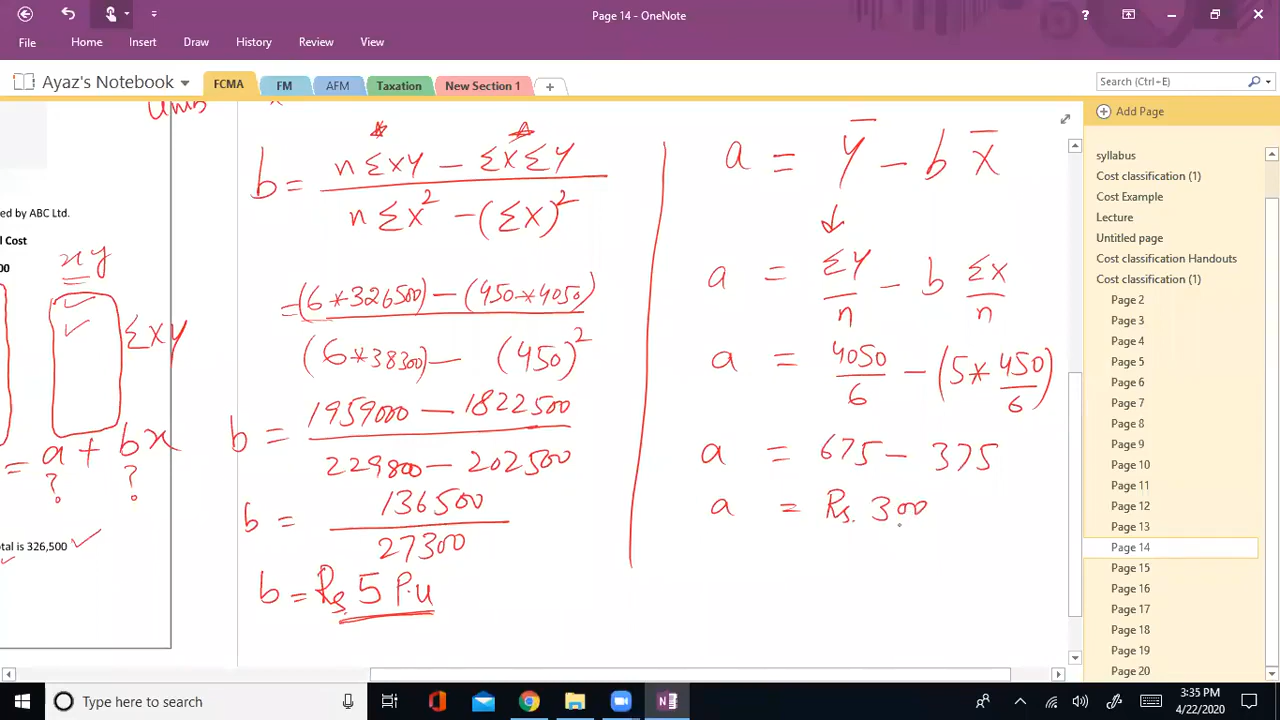 Page 14 - OneNote
?
File Home Insert Draw History Review View
Ayaz's Notebook FCMA FM AFM Taxation New Section 1 +
Search (Ctrl+E)
Add Page
syllabus
Cost classification (1)
Cost Example
Lecture
Untitled page
Cost classification Handouts
Cost classification (1)
Page 2
Page 3
Page 4
Page 5
Page 6
Page 7
Page 8
Page 9
Page 10
Page 11
Page 12
Page 13
Page 14
Page 15
Page 16
Page 17
Page 18
Page 19
Page 20
units
ed by ABC Ltd.
l Cost
00
xy
ΣXY
= a + bx
? ?
otal is 326,500
b = nΣXY - ΣXΣY / nΣX² - (ΣX)²
= (6*326500) - (450*4050) / (6*38300) - (450)²
b = 1959000 - 1822500 / 229800 - 202500
b = 136500 / 27300
b = Rs. 5 P.u
a = Y̅ - b X̅
a = ΣY/n - b ΣX/n
a = 4050/6 - (5*450/6)
a = 675 - 375
a = Rs. 300
Type here to search
3:35 PM
4/22/2020